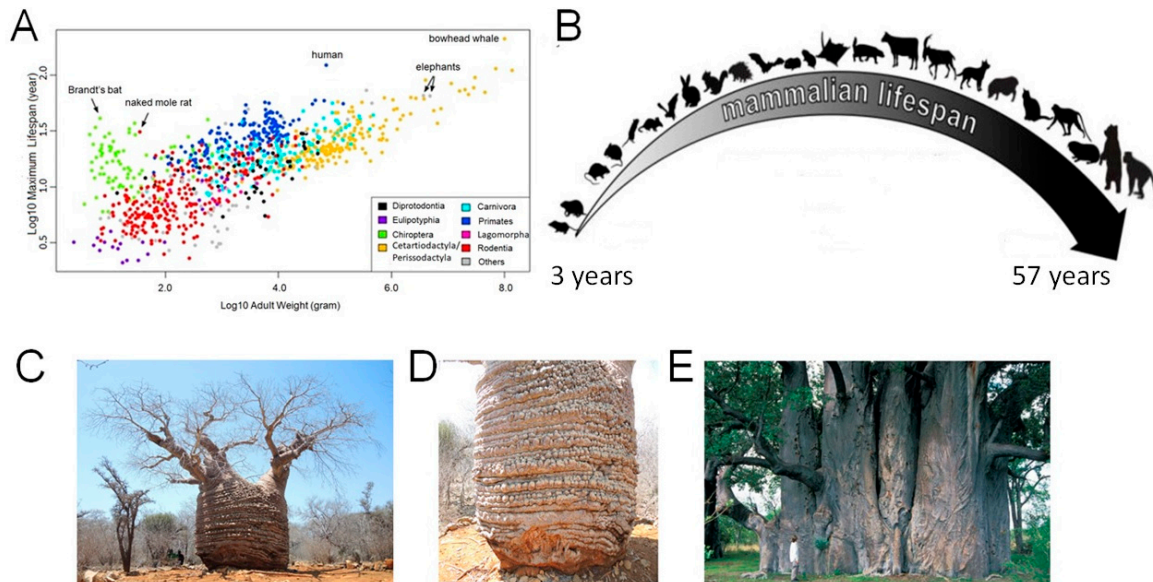 A
Log10 Maximum Lifespan (year)
2.0
1.5
1.0
0.5
bowhead whale
human
elephants
Brandt's bat
naked mole rat
Diprotodontia
Eulipotyphia
Chiroptera
Cetartiodactyla/
Perissodactyla
Carnivora
Primates
Lagomorpha
Rodentia
Others
2.0
4.0
6.0
8.0
Log10 Adult Weight (gram)
B
mammalian lifespan
3 years
57 years
C
D
E